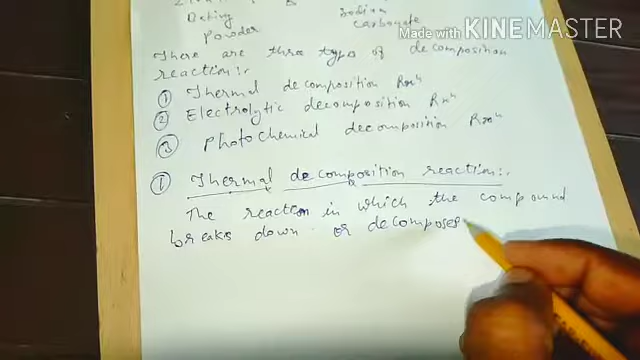 Baking Sodium
Powder carbonate
Made with KINEMASTER
There are three types of decomposition
reaction:.
① Thermal decomposition Rxn
② Electrolytic decomposition Rxn
③ Photochemical decomposition Rxn
① Thermal decomposition reaction:.
The reaction in which the compound
breaks down or decomposes